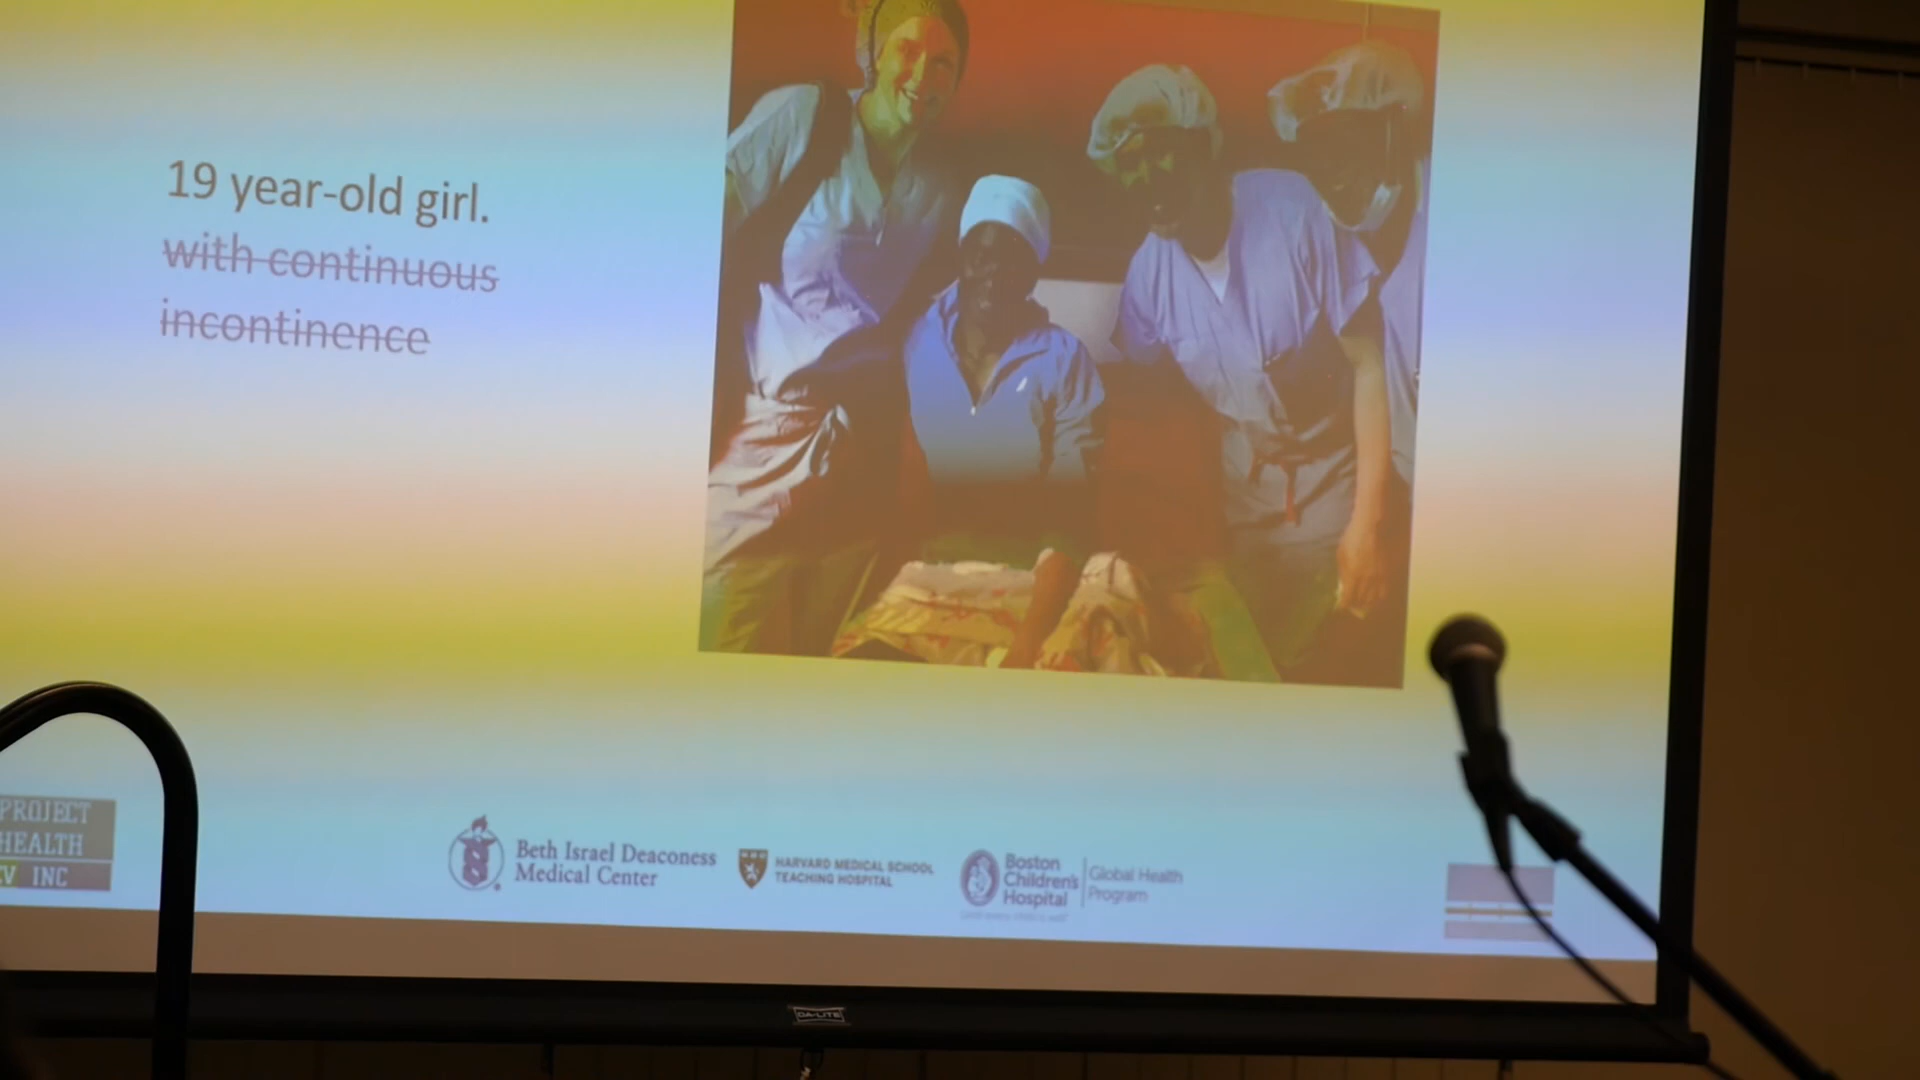 19 year-old girl.
with continuous
incontinence
PROJECT
HEALTH
INC
Beth Israel Deaconess
Medical Center
HARVARD MEDICAL SCHOOL
TEACHING HOSPITAL
Boston
Children's
Hospital
Global Health
Program
DA-LITE